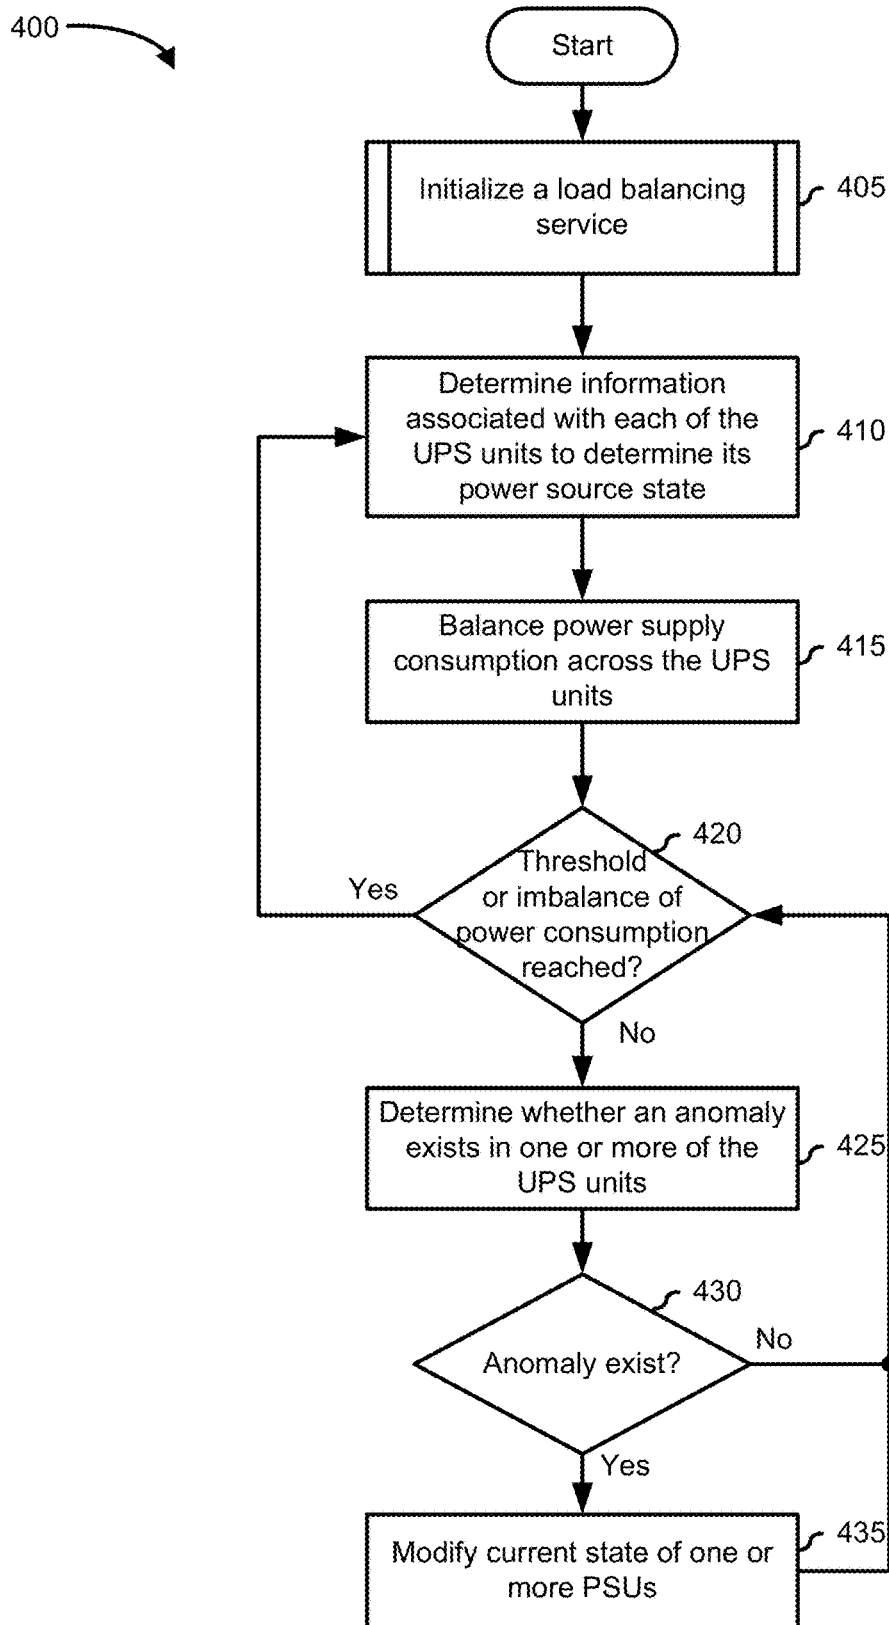 400
Start
Initialize a load balancing
service
405
Determine information
associated with each of the
UPS units to determine its
power source state
410
Balance power supply
consumption across the UPS
units
415
420
Threshold
or imbalance of
power consumption
reached?
Yes
No
Determine whether an anomaly
exists in one or more of the
UPS units
425
430
Anomaly exist?
No
Yes
Modify current state of one or
more PSUs
435